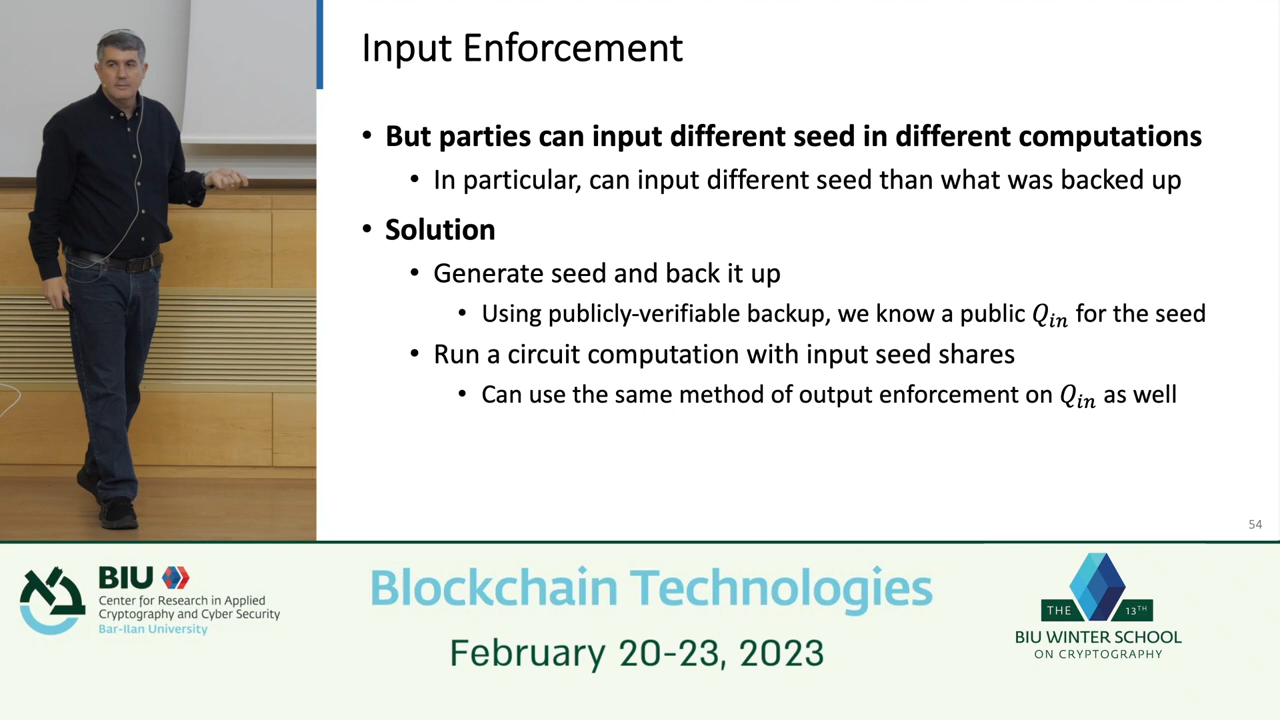 Input Enforcement
• But parties can input different seed in different computations
• In particular, can input different seed than what was backed up
• Solution
• Generate seed and back it up
• Using publicly-verifiable backup, we know a public Q_in for the seed
• Run a circuit computation with input seed shares
• Can use the same method of output enforcement on Q_in as well
54
BIU
Center for Research in Applied
Cryptography and Cyber Security
Bar-Ilan University
Blockchain Technologies
February 20-23, 2023
THE 13TH
BIU WINTER SCHOOL
ON CRYPTOGRAPHY